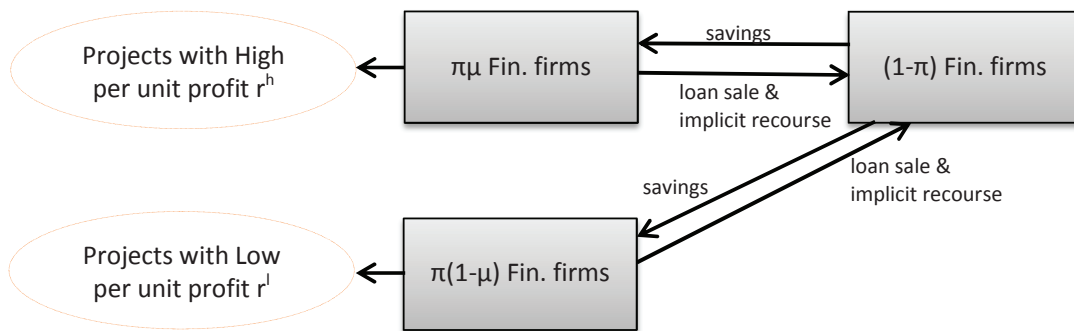 Projects with High
per unit profit r^h
πμ Fin. firms
savings
loan sale &
implicit recourse
(1-π) Fin. firms
savings
loan sale &
implicit recourse
Projects with Low
per unit profit r^l
π(1-μ) Fin. firms